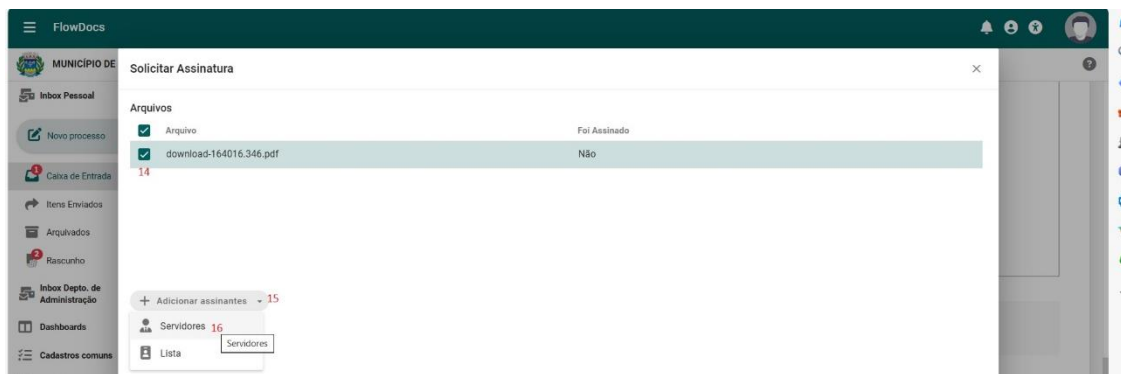 FlowDocs
MUNICÍPIO DE
Solicitar Assinatura
Inbox Pessoal
Arquivos
Arquivo Foi Assinado
Novo processo
download-164016.346.pdf Não
14
Caixa de Entrada
1
Itens Enviados
Arquivados
Rascunho
2
Inbox Depto. de
Administração
Adicionar assinantes 15
Dashboards
Servidores 16
Servidores
Lista
Cadastros comuns